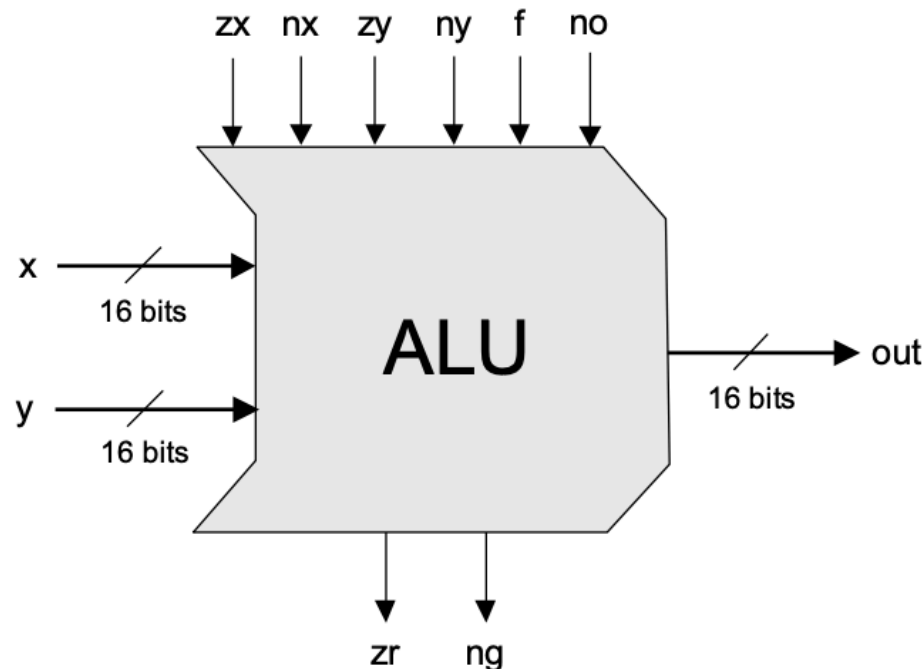 zx nx zy ny f no
x
16 bits
ALU
out
16 bits
y
16 bits
zr ng